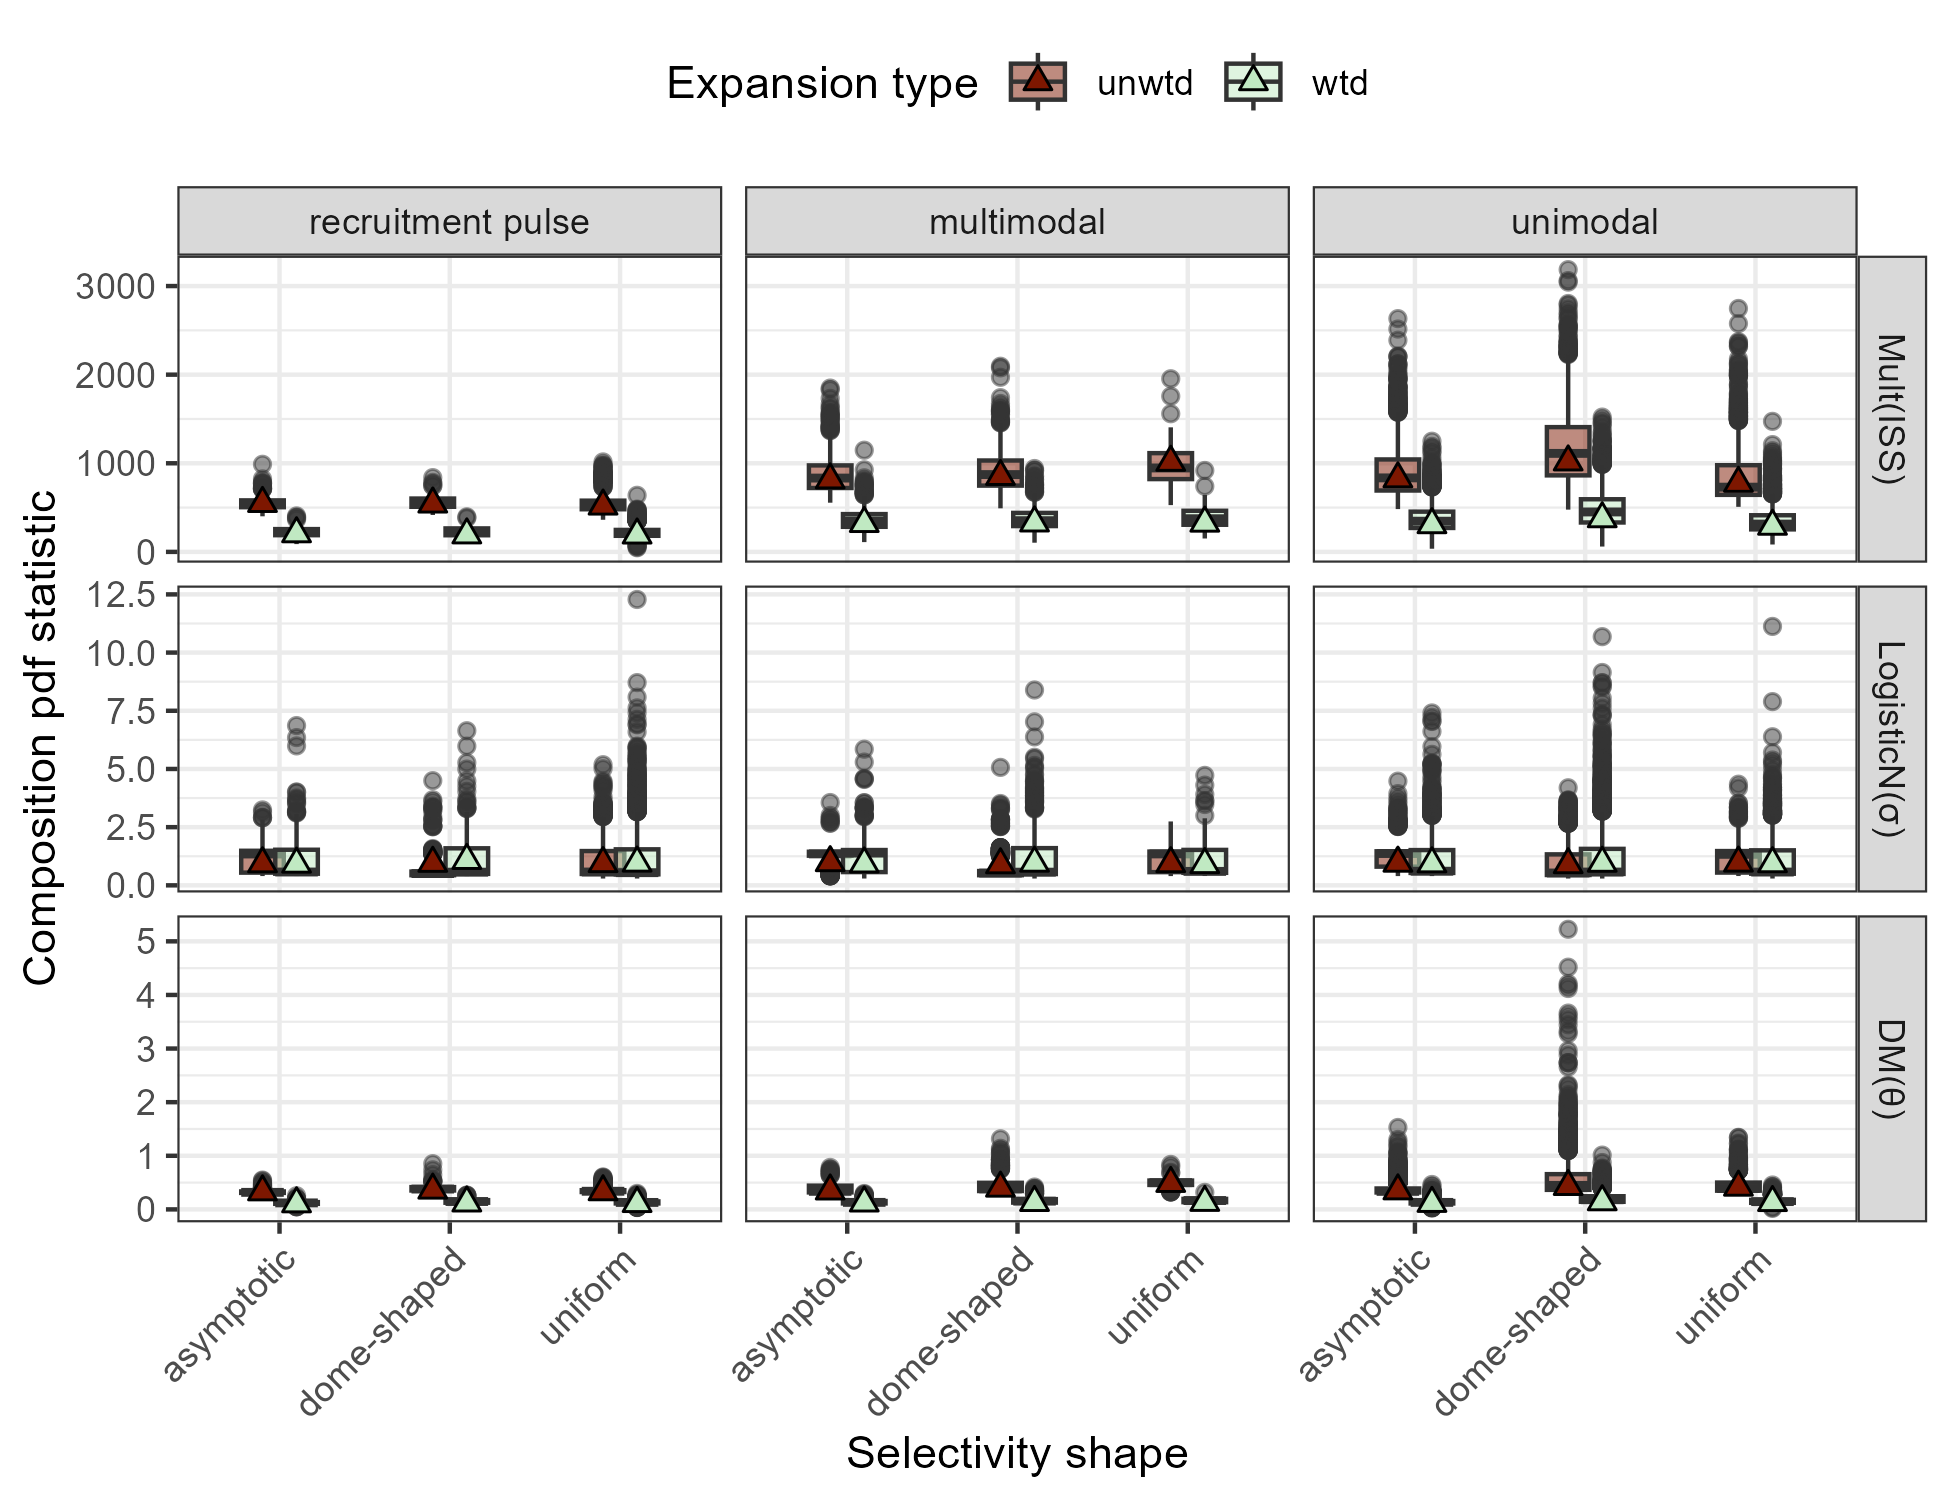 Expansion type unwtd wtd
recruitment pulse multimodal unimodal
Composition pdf statistic
3000
2000
1000
0
Mult(ISS)
12.5
10.0
7.5
5.0
2.5
0.0
LogisticN(σ)
5
4
3
2
1
0
DM(θ)
asymptotic dome-shaped uniform asymptotic dome-shaped uniform asymptotic dome-shaped uniform
Selectivity shape